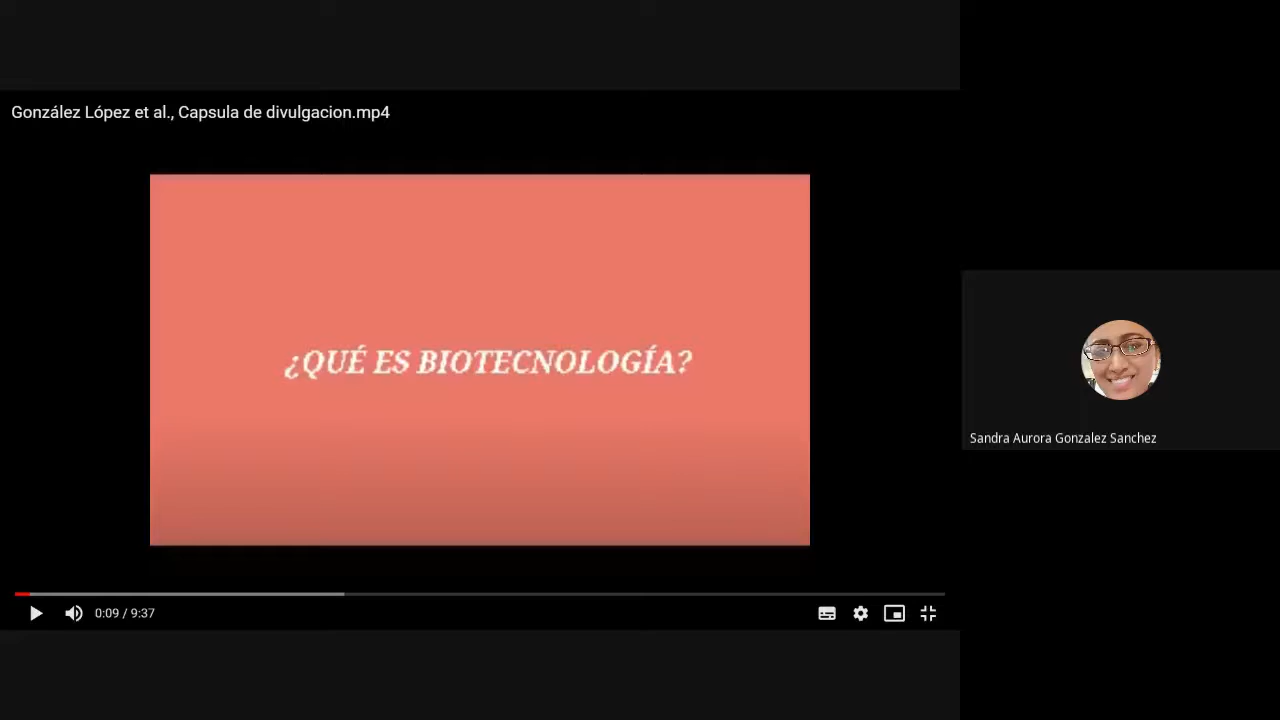 González López et al., Capsula de divulgacion.mp4
¿QUÉ ES BIOTECNOLOGÍA?
Sandra Aurora Gonzalez Sanchez
0:09 / 9:37